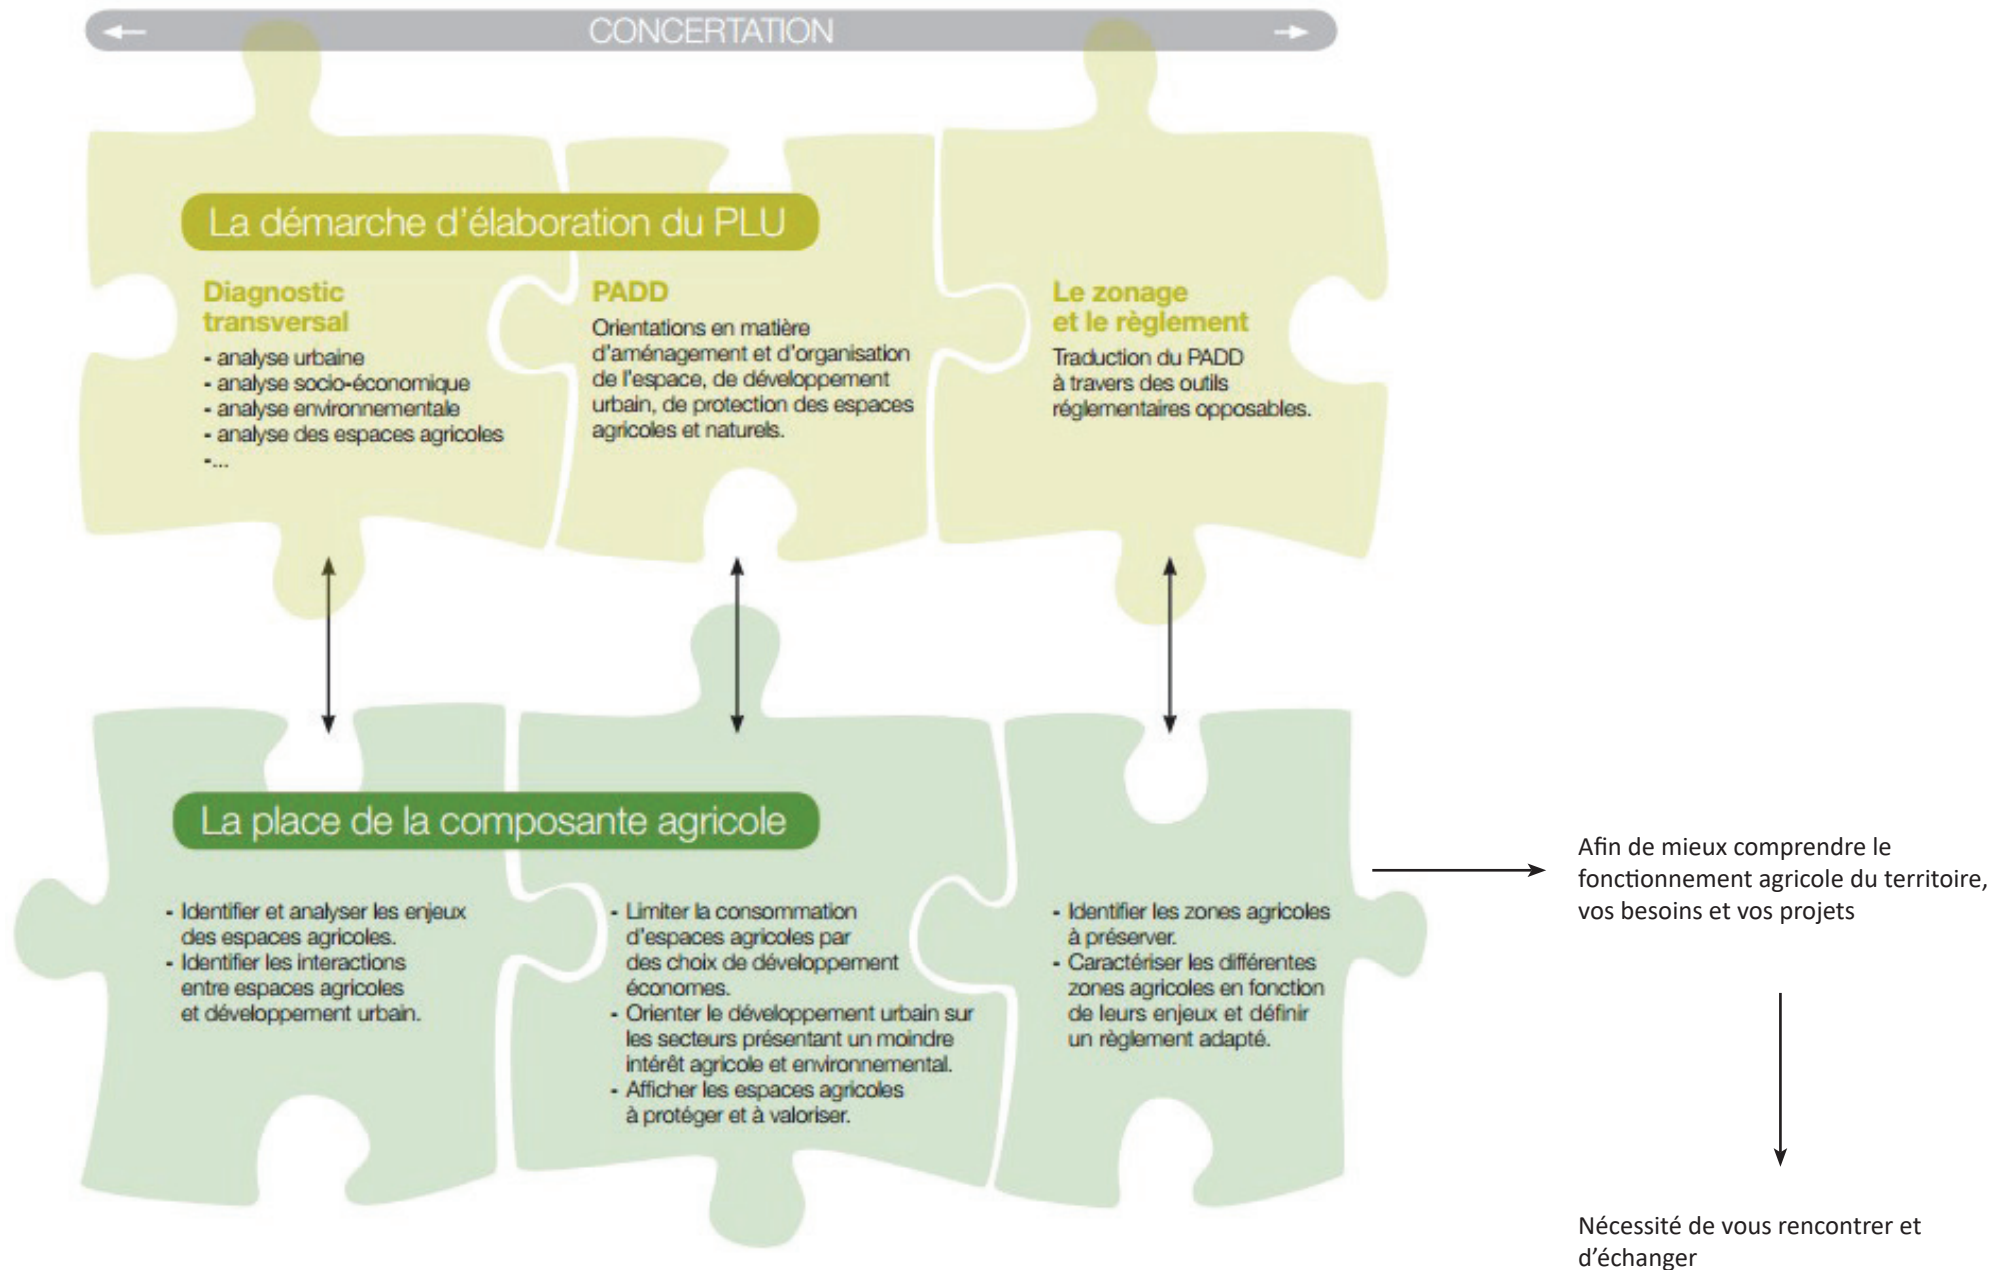 CONCERTATION
La démarche d'élaboration du PLU
Diagnostic
transversal
- analyse urbaine
- analyse socio-économique
- analyse environnementale
- analyse des espaces agricoles
-...
PADD
Orientations en matière
d'aménagement et d'organisation
de l'espace, de développement
urbain, de protection des espaces
agricoles et naturels.
Le zonage
et le règlement
Traduction du PADD
à travers des outils
réglementaires opposables.
La place de la composante agricole
- Identifier et analyser les enjeux
des espaces agricoles.
- Identifier les interactions
entre espaces agricoles
et développement urbain.
- Limiter la consommation
d'espaces agricoles par
des choix de développement
économes.
- Orienter le développement urbain sur
les secteurs présentant un moindre
intérêt agricole et environnemental.
- Afficher les espaces agricoles
à protéger et à valoriser.
- Identifier les zones agricoles
à préserver.
- Caractériser les différentes
zones agricoles en fonction
de leurs enjeux et définir
un règlement adapté.
Afin de mieux comprendre le
fonctionnement agricole du territoire,
vos besoins et vos projets
Nécessité de vous rencontrer et
d'échanger